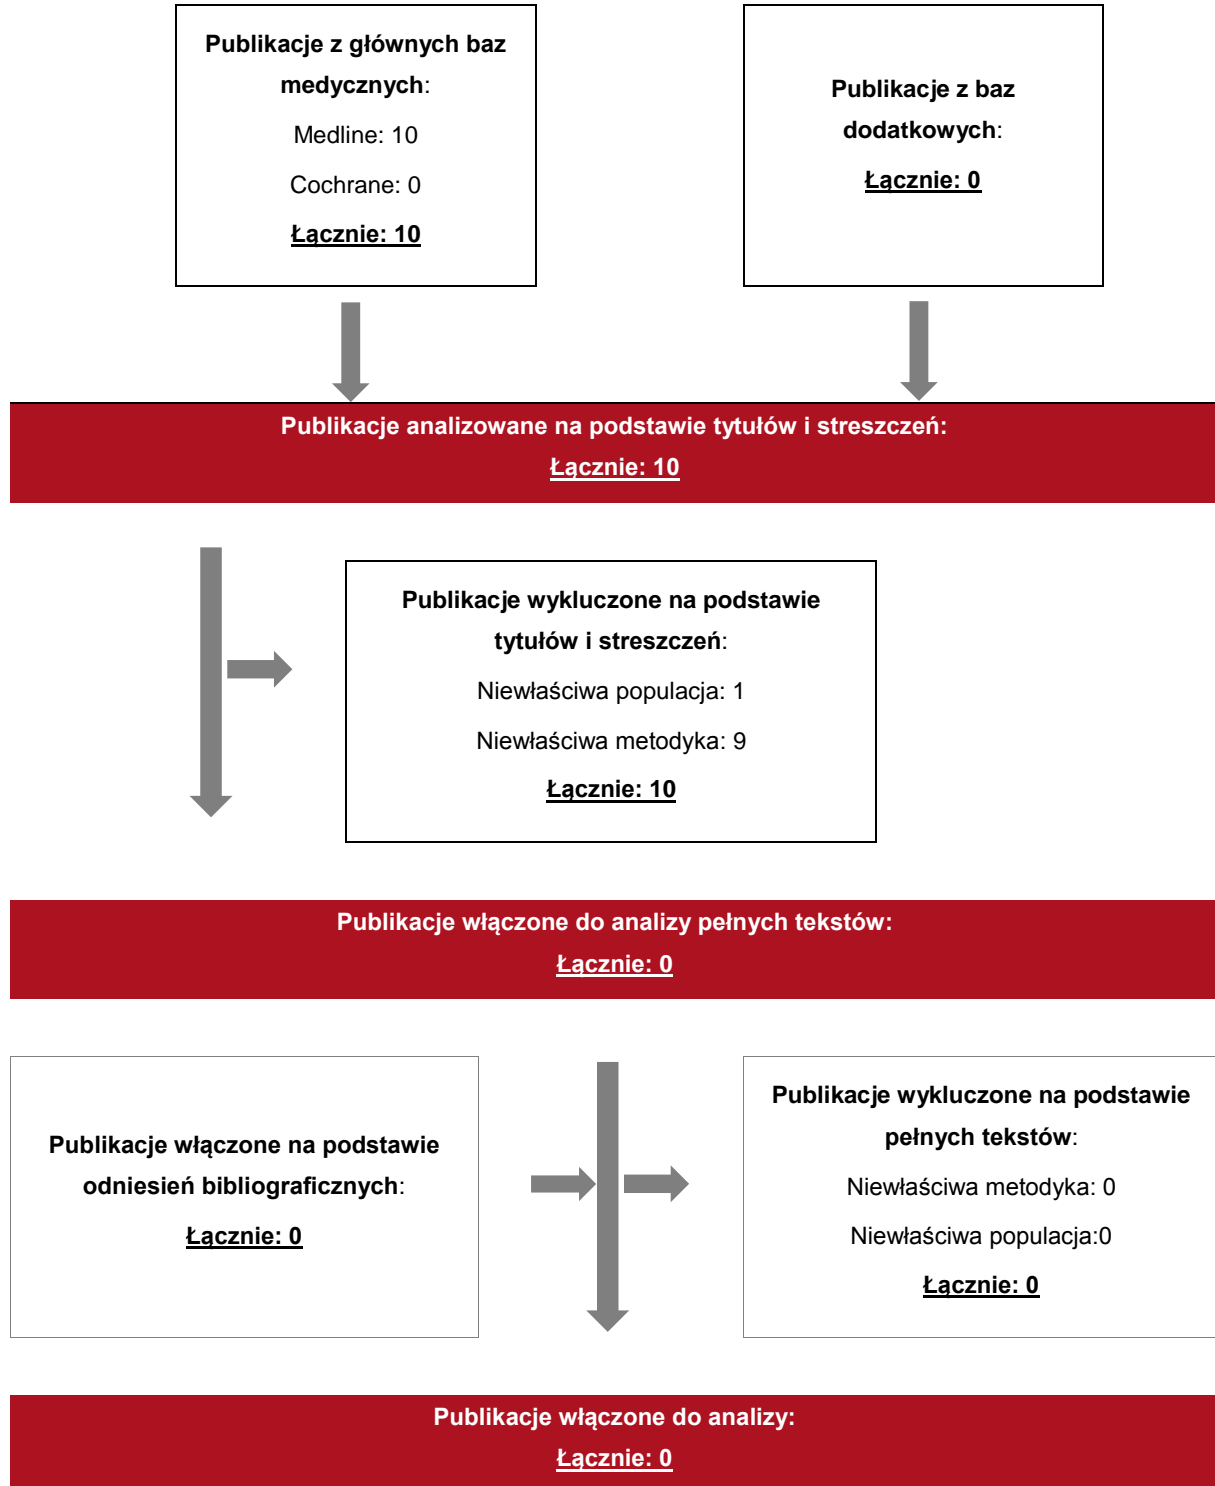 Publikacje z głównych baz
medycznych:
Medline: 10
Cochrane: 0
Łącznie: 10
Publikacje z baz
dodatkowych:
Łącznie: 0
Publikacje analizowane na podstawie tytułów i streszczeń:
Łącznie: 10
Publikacje wykluczone na podstawie
tytułów i streszczeń:
Niewłaściwa populacja: 1
Niewłaściwa metodyka: 9
Łącznie: 10
Publikacje włączone do analizy pełnych tekstów:
Łącznie: 0
Publikacje włączone na podstawie
odniesień bibliograficznych:
Łącznie: 0
Publikacje wykluczone na podstawie
pełnych tekstów:
Niewłaściwa metodyka: 0
Niewłaściwa populacja:0
Łącznie: 0
Publikacje włączone do analizy:
Łącznie: 0